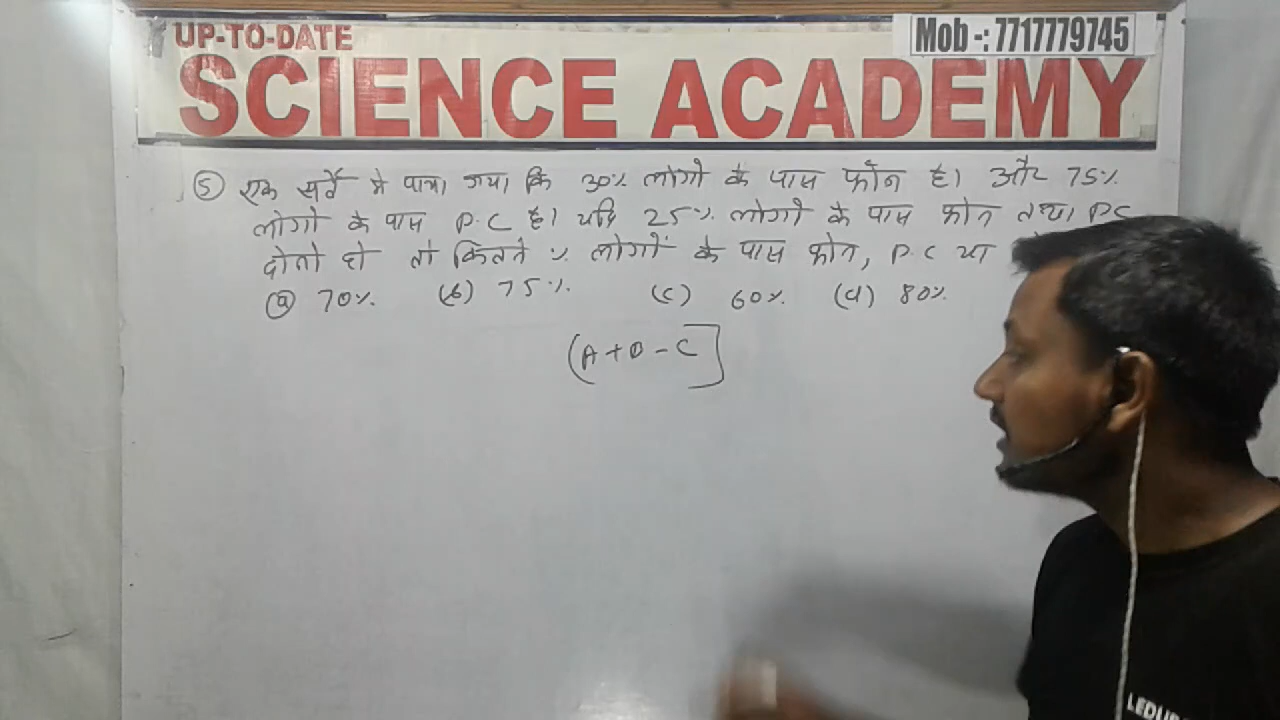 UP-TO-DATE
SCIENCE ACADEMY
Mob -: 7717779745
⑤ एक सर्वे मे पाया गया कि 30% लोगो के पास फोन है। और 75%
लोगो के पास P.C है। यदि 25% लोगो के पास फोन तथा PC
दोनो हो तो कितने % लोगों के पास फोन, P.C या
(a) 70% (b) 75% (c) 60% (d) 80%
(A+B-C]
LEDU